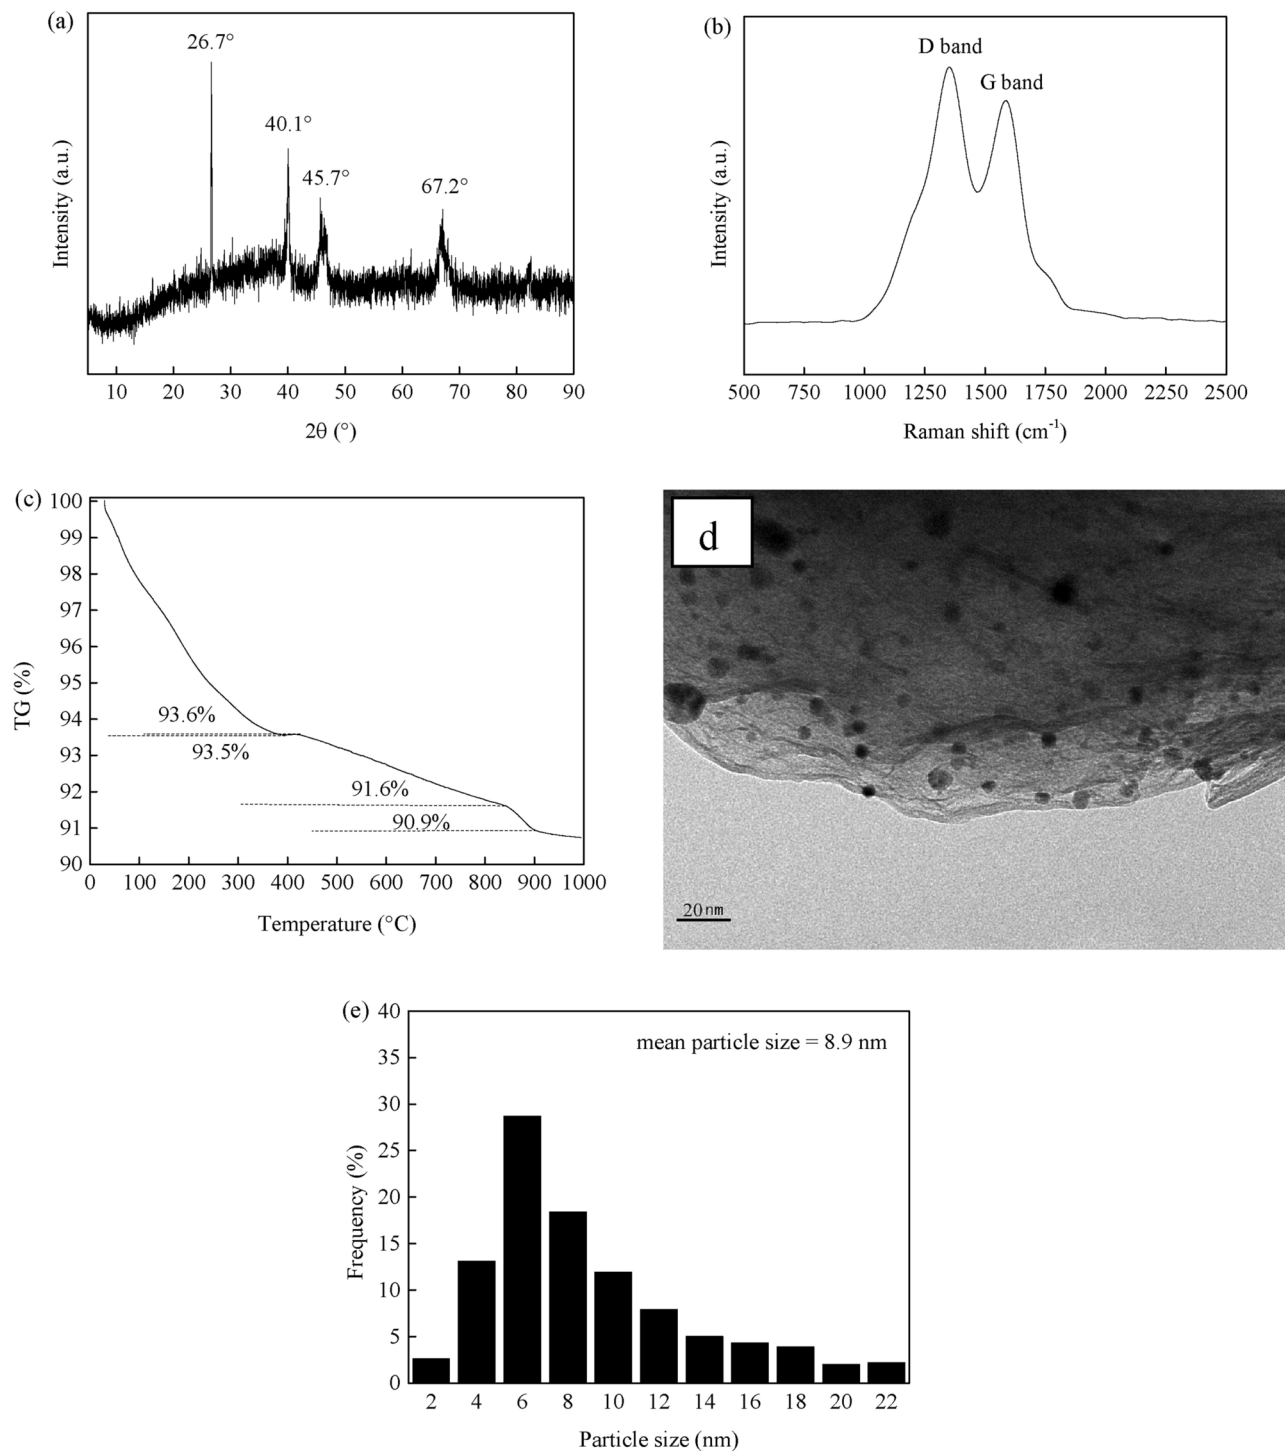 (a)
26.7°
40.1°
45.7°
67.2°
Intensity (a.u.)
10 20 30 40 50 60 70 80 90
2θ (°)
(b)
D band
G band
Intensity (a.u.)
500 750 1000 1250 1500 1750 2000 2250 2500
Raman shift (cm⁻¹)
(c)
100
99
98
97
96
95
94
93
92
91
90
TG (%)
93.6%
93.5%
91.6%
90.9%
0 100 200 300 400 500 600 700 800 900 1000
Temperature (°C)
d
20nm
(e)
40
35
30
25
20
15
10
5
0
Frequency (%)
mean particle size = 8.9 nm
2 4 6 8 10 12 14 16 18 20 22
Particle size (nm)